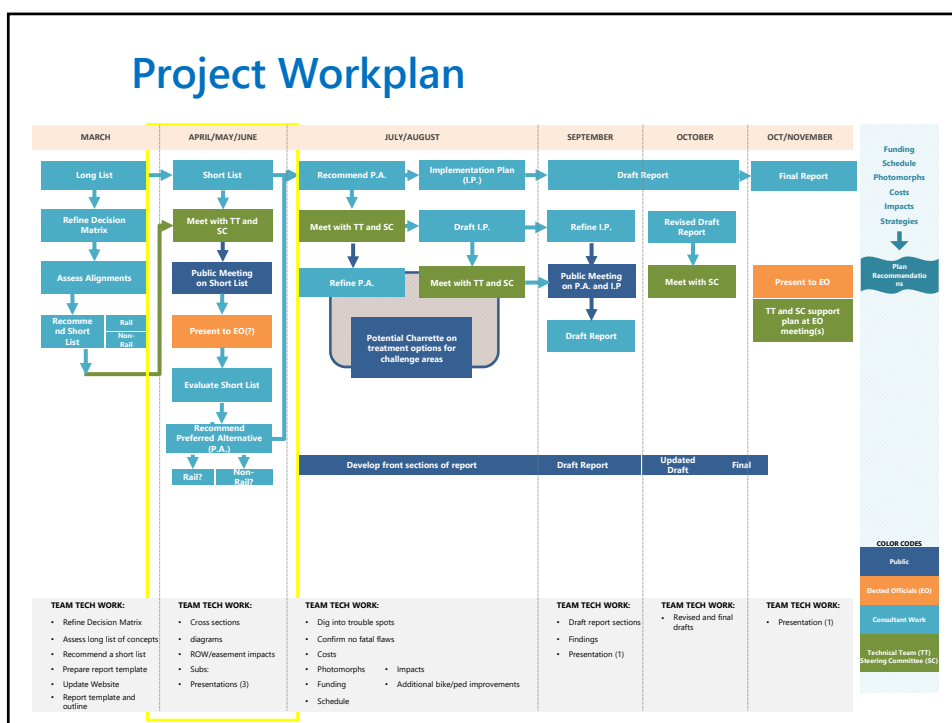 Project Workplan
MARCH
APRIL/MAY/JUNE
JULY/AUGUST
SEPTEMBER
OCTOBER
OCT/NOVEMBER
Long List
Refine Decision
Matrix
Assess Alignments
Recomme
nd Short
List
Rail
Non-
Rail
Short List
Meet with TT and
SC
Public Meeting
on Short List
Present to EO(?)
Evaluate Short List
Recommend
Preferred Alternative
(P.A.)
Rail?
Non-
Rail?
Recommend P.A.
Meet with TT and SC
Refine P.A.
Implementation Plan
(I.P.)
Draft I.P.
Meet with TT and SC
Potential Charrette on
treatment options for
challenge areas
Draft Report
Refine I.P.
Public Meeting
on P.A. and I.P
Draft Report
Revised Draft
Report
Meet with SC
Final Report
Present to EO
TT and SC support
plan at EO
meeting(s)
Develop front sections of report
Draft Report
Updated
Draft
Final
Funding
Schedule
Photomorphs
Costs
Impacts
Strategies
Plan
Recommendatio
ns
COLOR CODES
Public
Elected Officials (EO)
Consultant Work
Technical Team (TT)
Steering Committee (SC)
TEAM TECH WORK:
• Refine Decision Matrix
• Assess long list of concepts
• Recommend a short list
• Prepare report template
• Update Website
• Report template and
outline
TEAM TECH WORK:
• Cross sections
• diagrams
• ROW/easement impacts
• Subs:
• Presentations (3)
TEAM TECH WORK:
• Dig into trouble spots
• Confirm no fatal flaws
• Costs
• Photomorphs
• Funding
• Schedule
• Impacts
• Additional bike/ped improvements
TEAM TECH WORK:
• Draft report sections
• Findings
• Presentation (1)
TEAM TECH WORK:
• Revised and final
drafts
TEAM TECH WORK:
• Presentation (1)